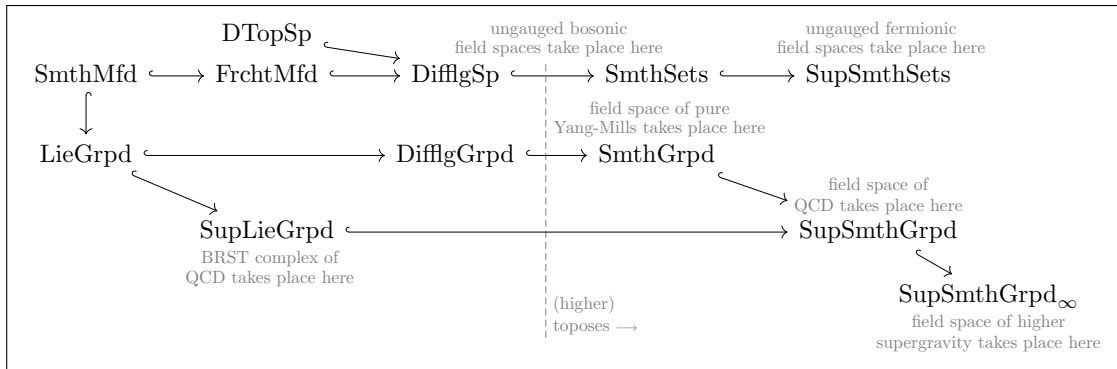 DTopSp
ungauged bosonic
field spaces take place here
ungauged fermionic
field spaces take place here
SmthMfd FrchtMfd DifflgSp SmthSets SupSmthSets
field space of pure
Yang-Mills takes place here
LieGrpd DifflgGrpd SmthGrpd
field space of
QCD takes place here
SupLieGrpd SupSmthGrpd
BRST complex of
QCD takes place here
(higher)
toposes →
SupSmthGrpd∞
field space of higher
supergravity takes place here